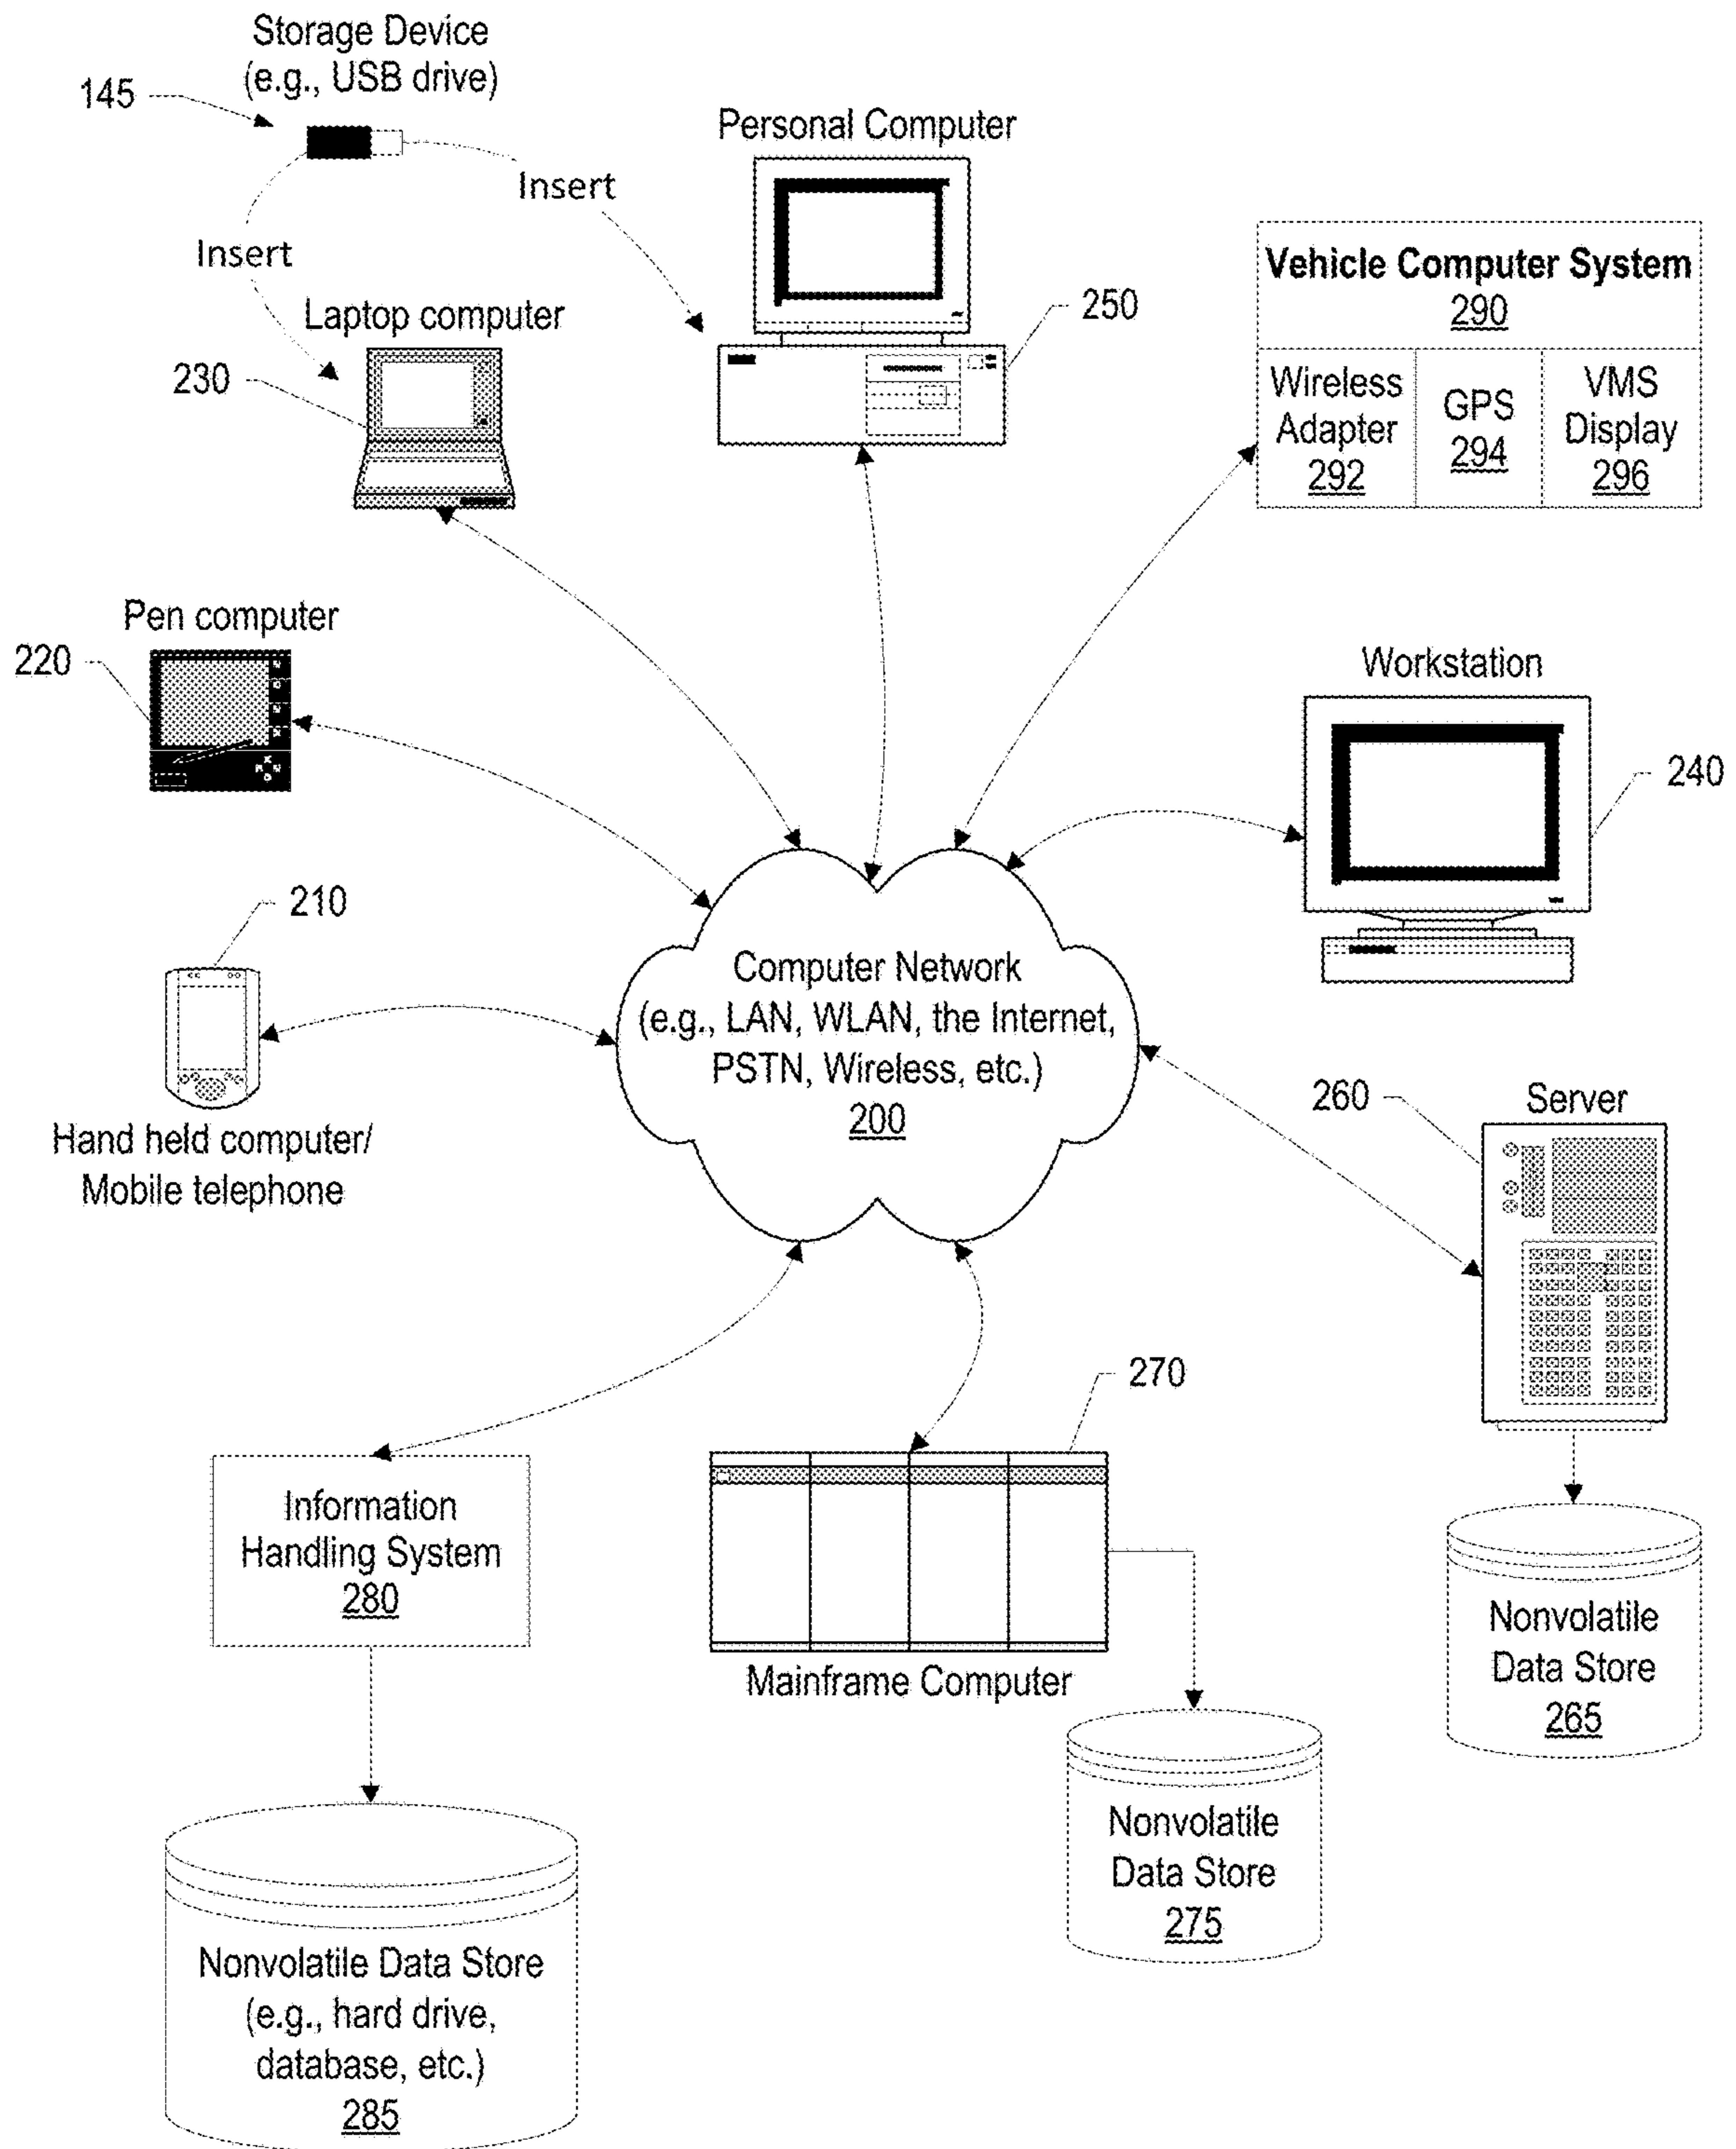 Storage Device
(e.g., USB drive)
145
Personal Computer
Insert
Insert
Vehicle Computer System
290
Wireless
Adapter
292
GPS
294
VMS
Display
296
Laptop computer
250
230
Pen computer
220
Workstation
240
210
Computer Network
(e.g., LAN, WLAN, the Internet,
PSTN, Wireless, etc.)
200
Hand held computer/
Mobile telephone
260
Server
270
Information
Handling System
280
Mainframe Computer
Nonvolatile
Data Store
265
Nonvolatile
Data Store
275
Nonvolatile Data Store
(e.g., hard drive,
database, etc.)
285